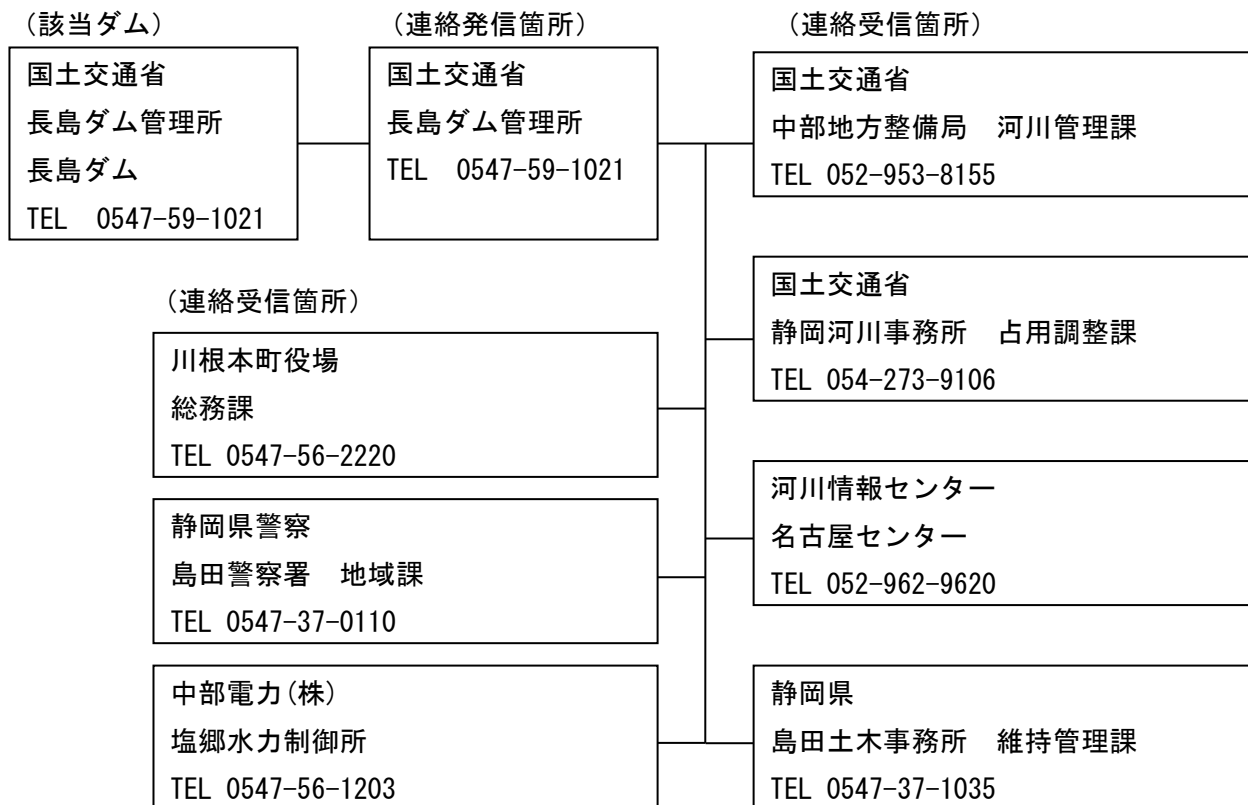 (該当ダム)
国土交通省
長島ダム管理所
長島ダム
TEL　0547-59-1021
(連絡発信箇所)
国土交通省
長島ダム管理所
TEL　0547-59-1021
(連絡受信箇所)
国土交通省
中部地方整備局　河川管理課
TEL 052-953-8155
国土交通省
静岡河川事務所　占用調整課
TEL 054-273-9106
河川情報センター
名古屋センター
TEL 052-962-9620
静岡県
島田土木事務所　維持管理課
TEL 0547-37-1035
(連絡受信箇所)
川根本町役場
総務課
TEL 0547-56-2220
静岡県警察
島田警察署　地域課
TEL 0547-37-0110
中部電力(株)
塩郷水力制御所
TEL 0547-56-1203